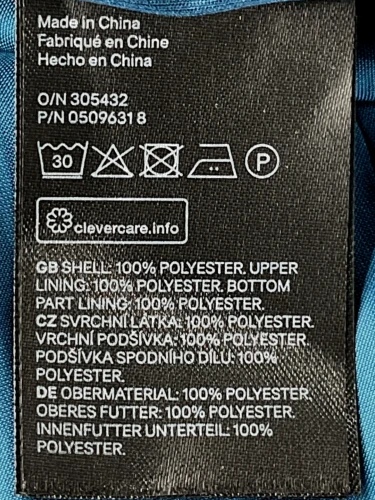 Made in China
Fabriqué en Chine
Hecho en China
O/N 305432
P/N 0509631 8
30
P
clevercare.info
GB SHELL: 100% POLYESTER. UPPER
LINING: 100% POLYESTER. BOTTOM
PART LINING: 100% POLYESTER.
CZ SVRCHNÍ LÁTKA: 100% POLYESTER.
VRCHNÍ PODŠÍVKA: 100% POLYESTER.
PODŠÍVKA SPODNÍHO DÍLU: 100%
POLYESTER.
DE OBERMATERIAL: 100% POLYESTER.
OBERES FUTTER: 100% POLYESTER.
INNENFUTTER UNTERTEIL: 100%
POLYESTER.